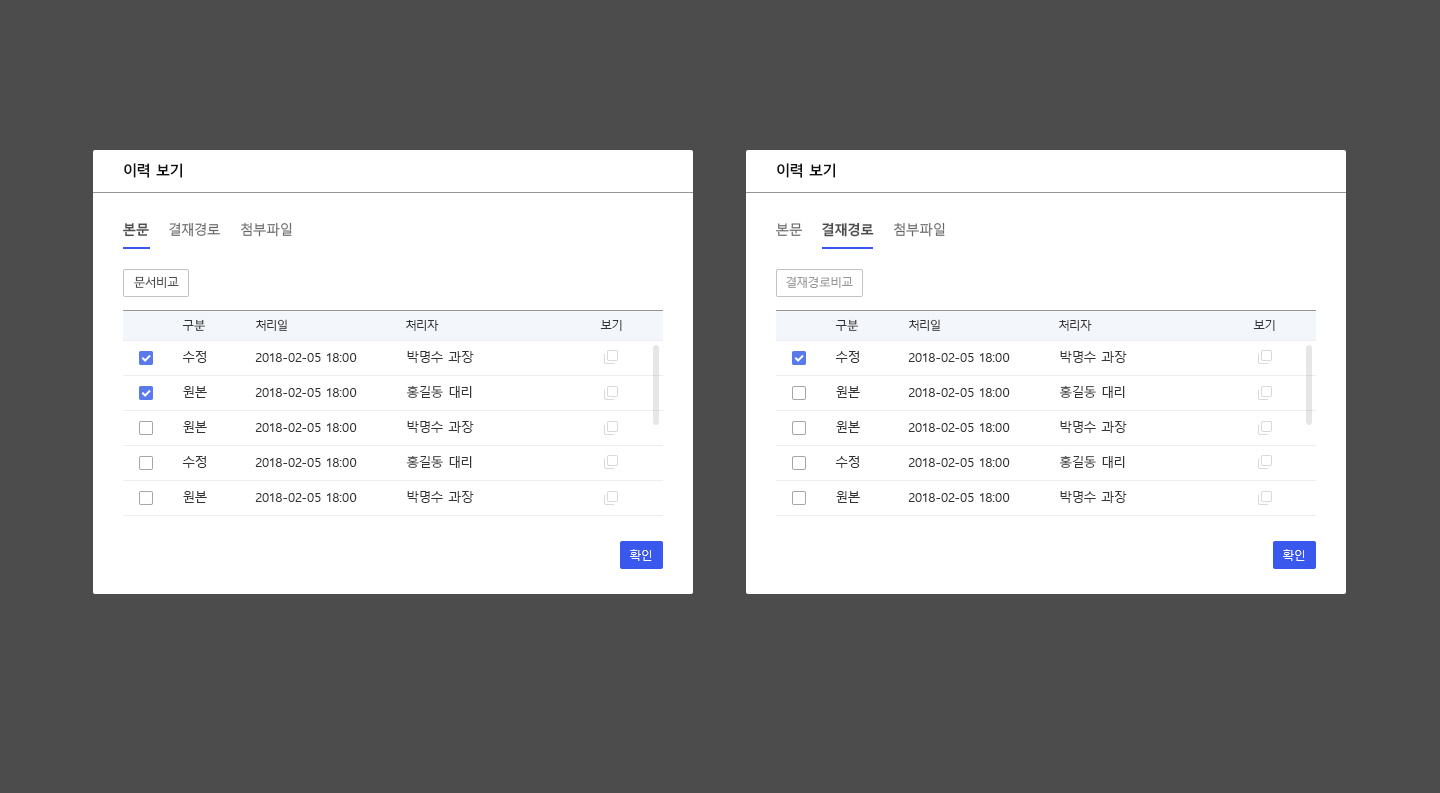 이력 보기
본문 결재경로 첨부파일
문서비교
구분 처리일 처리자 보기
수정 2018-02-05 18:00 박명수 과장
원본 2018-02-05 18:00 홍길동 대리
원본 2018-02-05 18:00 박명수 과장
수정 2018-02-05 18:00 홍길동 대리
원본 2018-02-05 18:00 박명수 과장
확인
이력 보기
본문 결재경로 첨부파일
결재경로비교
구분 처리일 처리자 보기
수정 2018-02-05 18:00 박명수 과장
원본 2018-02-05 18:00 홍길동 대리
원본 2018-02-05 18:00 박명수 과장
수정 2018-02-05 18:00 홍길동 대리
원본 2018-02-05 18:00 박명수 과장
확인